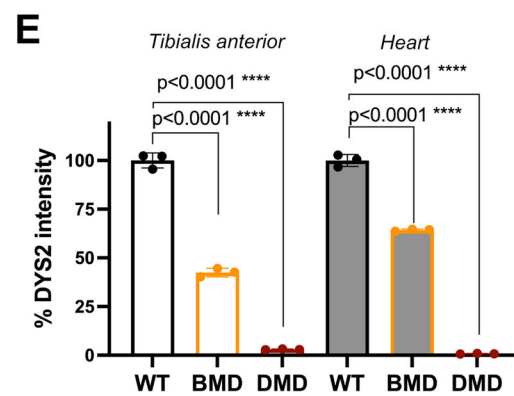 E
Tibialis anterior
Heart
p<0.0001 ****
p<0.0001 ****
p<0.0001 ****
p<0.0001 ****
% DYS2 intensity
100
75
50
25
0
WT BMD DMD WT BMD DMD